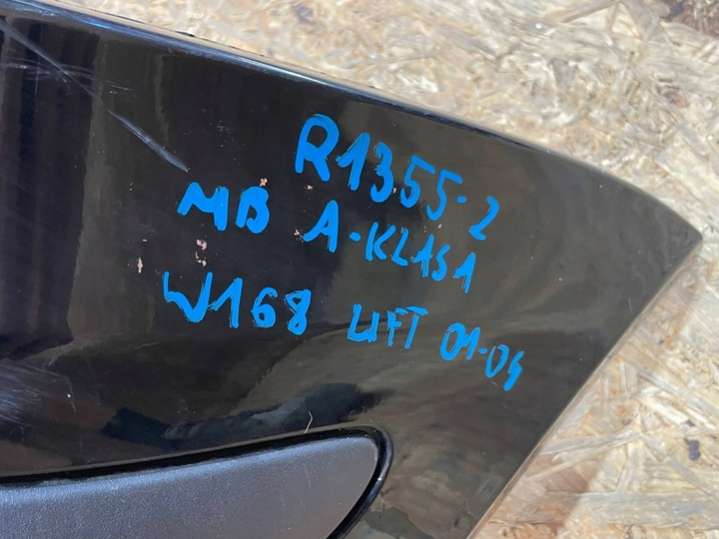 R1355-2
MB A-KLASA
W168 LIFT 01-04